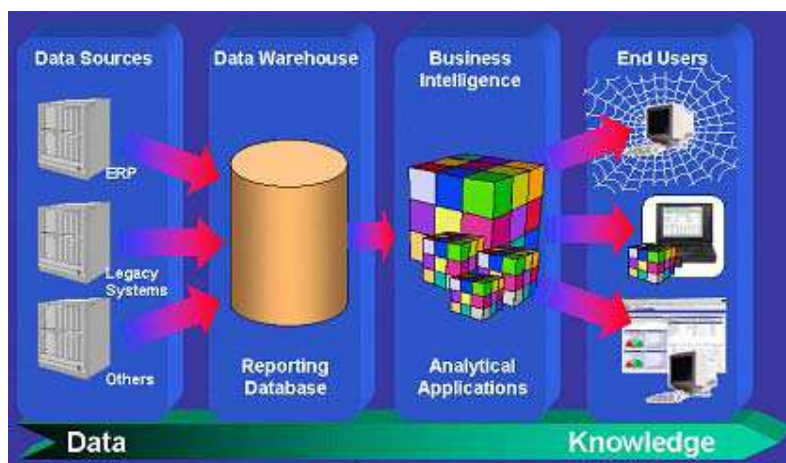 Data Sources
Data Warehouse
Business
Intelligence
End Users
ERP
Legacy
Systems
Others
Reporting
Database
Analytical
Applications
Data
Knowledge